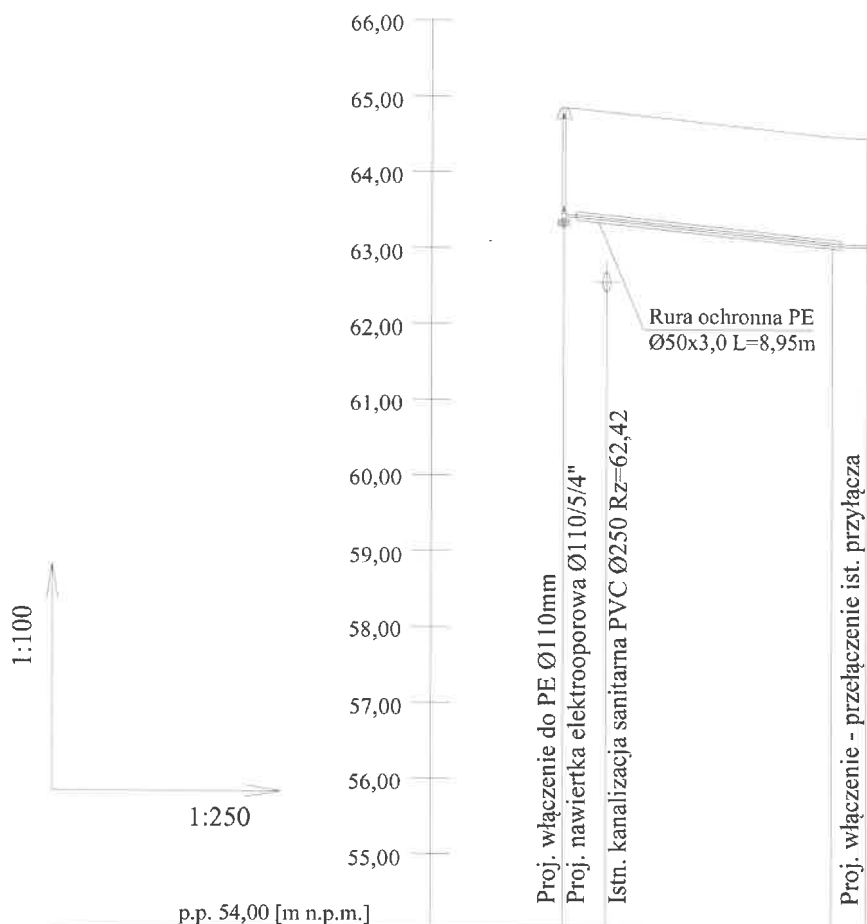 66,00
65,00
64,00
63,00
62,00
61,00
60,00
59,00
58,00
57,00
56,00
55,00
p.p. 54,00 [m n.p.m.]
1:100
1:250
Rura ochronna PE
Ø50x3,0 L=8,95m
Proj. włączenie do PE Ø110mm
Proj. nawiertka elektrooporowa Ø110/5/4"
Istn. kanalizacja sanitarna PVC Ø250 Rz=62,42
Proj. włączenie - przełączenie ist. przyłącza